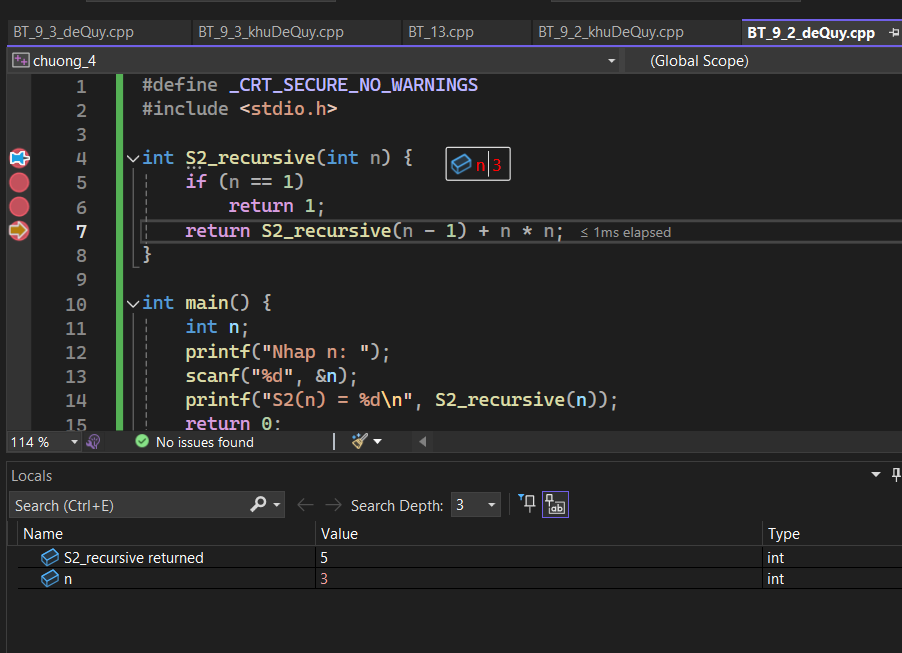 BT_9_3_deQuy.cpp BT_9_3_khuDeQuy.cpp BT_13.cpp BT_9_2_khuDeQuy.cpp BT_9_2_deQuy.cpp
chuong_4 (Global Scope)
1 #define _CRT_SECURE_NO_WARNINGS
2 #include <stdio.h>
3
4 int S2_recursive(int n) { n 3
5 if (n == 1)
6 return 1;
7 return S2_recursive(n - 1) + n * n; ≤ 1ms elapsed
8 }
9
10 int main() {
11 int n;
12 printf("Nhap n: ");
13 scanf("%d", &n);
14 printf("S2(n) = %d\n", S2_recursive(n));
15 return 0;
114 % No issues found
Locals
Search (Ctrl+E) Search Depth: 3
Name Value Type
S2_recursive returned 5 int
n 3 int